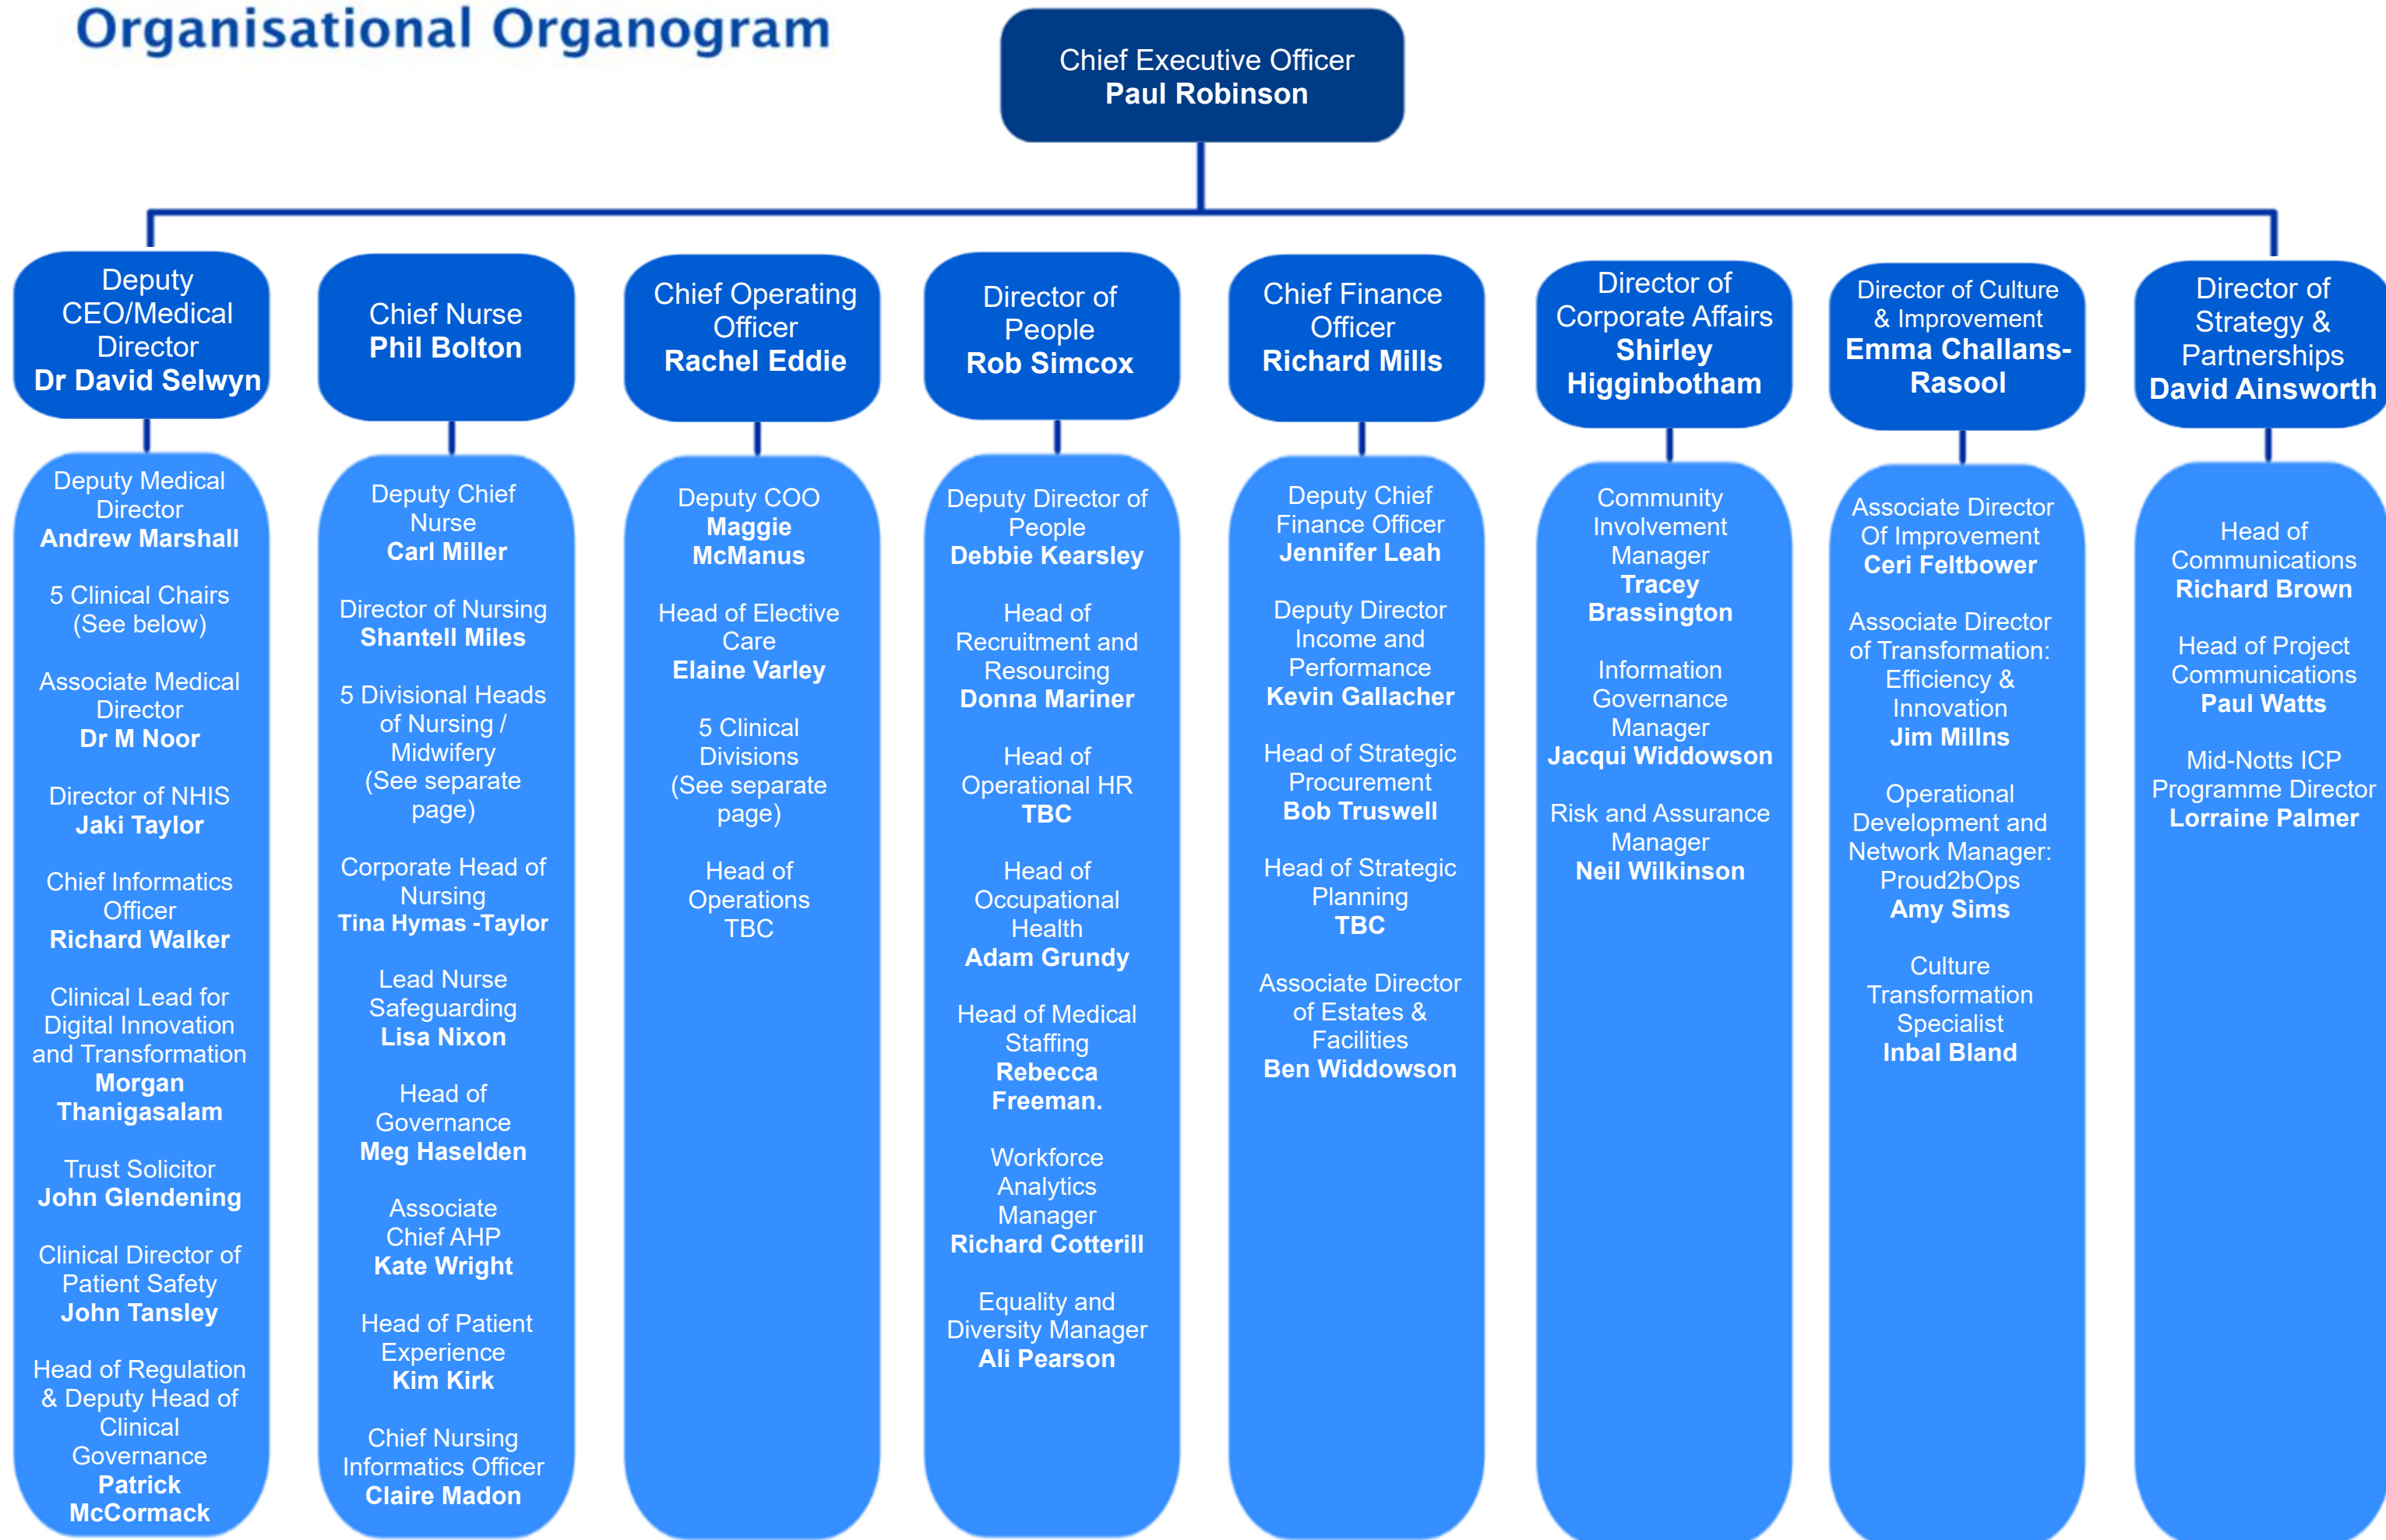 Organisational Organogram
Chief Executive Officer
Paul Robinson
Deputy
CEO/Medical
Director
Dr David Selwyn
Deputy Medical
Director
Andrew Marshall
5 Clinical Chairs
(See below)
Associate Medical
Director
Dr M Noor
Director of NHIS
Jaki Taylor
Chief Informatics
Officer
Richard Walker
Clinical Lead for
Digital Innovation
and Transformation
Morgan
Thanigasalam
Trust Solicitor
John Glendening
Clinical Director of
Patient Safety
John Tansley
Head of Regulation
& Deputy Head of
Clinical
Governance
Patrick
McCormack
Chief Nurse
Phil Bolton
Deputy Chief
Nurse
Carl Miller
Director of Nursing
Shantell Miles
5 Divisional Heads
of Nursing /
Midwifery
(See separate
page)
Corporate Head of
Nursing
Tina Hymas -Taylor
Lead Nurse
Safeguarding
Lisa Nixon
Head of
Governance
Meg Haselden
Associate
Chief AHP
Kate Wright
Head of Patient
Experience
Kim Kirk
Chief Nursing
Informatics Officer
Claire Madon
Chief Operating
Officer
Rachel Eddie
Deputy COO
Maggie
McManus
Head of Elective
Care
Elaine Varley
5 Clinical
Divisions
(See separate
page)
Head of
Operations
TBC
Director of
People
Rob Simcox
Deputy Director of
People
Debbie Kearsley
Head of
Recruitment and
Resourcing
Donna Mariner
Head of
Operational HR
TBC
Head of
Occupational
Health
Adam Grundy
Head of Medical
Staffing
Rebecca
Freeman.
Workforce
Analytics
Manager
Richard Cotterill
Equality and
Diversity Manager
Ali Pearson
Chief Finance
Officer
Richard Mills
Deputy Chief
Finance Officer
Jennifer Leah
Deputy Director
Income and
Performance
Kevin Gallacher
Head of Strategic
Procurement
Bob Truswell
Head of Strategic
Planning
TBC
Associate Director
of Estates &
Facilities
Ben Widdowson
Director of
Corporate Affairs
Shirley
Higginbotham
Community
Involvement
Manager
Tracey
Brassington
Information
Governance
Manager
Jacqui Widdowson
Risk and Assurance
Manager
Neil Wilkinson
Director of Culture
& Improvement
Emma Challans-
Rasool
Associate Director
Of Improvement
Ceri Feltbower
Associate Director
of Transformation:
Efficiency &
Innovation
Jim Millns
Operational
Development and
Network Manager:
Proud2bOps
Amy Sims
Culture
Transformation
Specialist
Inbal Bland
Director of
Strategy &
Partnerships
David Ainsworth
Head of
Communications
Richard Brown
Head of Project
Communications
Paul Watts
Mid-Notts ICP
Programme Director
Lorraine Palmer